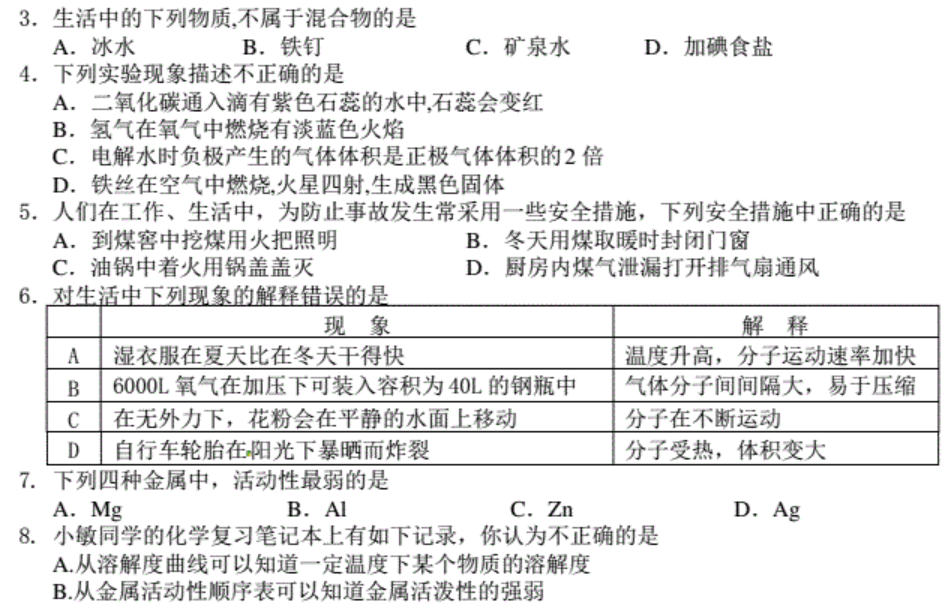 3. 生活中的下列物质,不属于混合物的是
A. 冰水 B. 铁钉 C. 矿泉水 D. 加碘食盐
4. 下列实验现象描述不正确的是
A. 二氧化碳通入滴有紫色石蕊的水中,石蕊会变红
B. 氢气在氧气中燃烧有淡蓝色火焰
C. 电解水时负极产生的气体体积是正极气体体积的2倍
D. 铁丝在空气中燃烧,火星四射,生成黑色固体
5. 人们在工作、生活中，为防止事故发生常采用一些安全措施，下列安全措施中正确的是
A. 到煤窑中挖煤用火把照明 B. 冬天用煤取暖时封闭门窗
C. 油锅中着火用锅盖盖灭 D. 厨房内煤气泄漏打开排气扇通风
6. 对生活中下列现象的解释错误的是
现 象 解 释
A 湿衣服在夏天比在冬天干得快 温度升高，分子运动速率加快
B 6000L 氧气在加压下可装入容积为 40L 的钢瓶中 气体分子间间隔大，易于压缩
C 在无外力下，花粉会在平静的水面上移动 分子在不断运动
D 自行车轮胎在阳光下暴晒而炸裂 分子受热，体积变大
7. 下列四种金属中，活动性最弱的是
A. Mg B. Al C. Zn D. Ag
8. 小敏同学的化学复习笔记本上有如下记录，你认为不正确的是
A.从溶解度曲线可以知道一定温度下某个物质的溶解度
B.从金属活动性顺序表可以知道金属活泼性的强弱